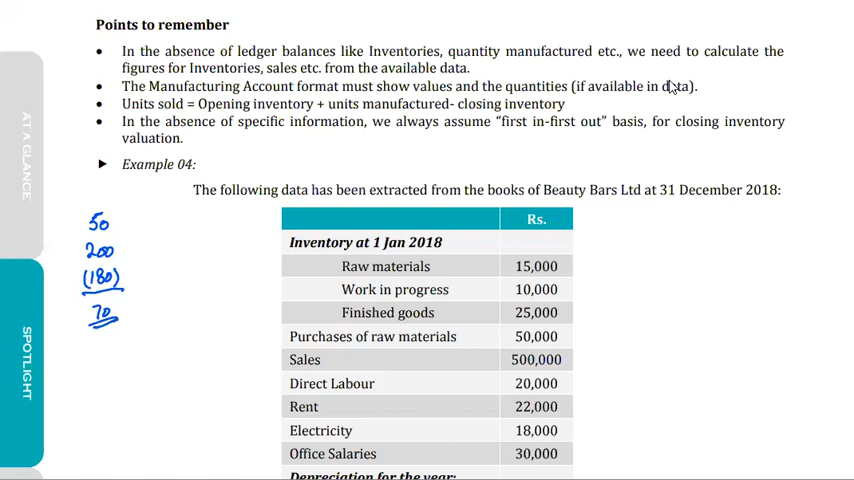 Points to remember
• In the absence of ledger balances like Inventories, quantity manufactured etc., we need to calculate the
figures for Inventories, sales etc. from the available data.
• The Manufacturing Account format must show values and the quantities (if available in data).
• Units sold = Opening inventory + units manufactured- closing inventory
• In the absence of specific information, we always assume “first in-first out” basis, for closing inventory
valuation.
Example 04:
The following data has been extracted from the books of Beauty Bars Ltd at 31 December 2018:
Rs.
Inventory at 1 Jan 2018
Raw materials 15,000
Work in progress 10,000
Finished goods 25,000
Purchases of raw materials 50,000
Sales 500,000
Direct Labour 20,000
Rent 22,000
Electricity 18,000
Office Salaries 30,000
Depreciation for the year:
50
200
(180)
70
AT A GLANCE
SPOTLIGHT